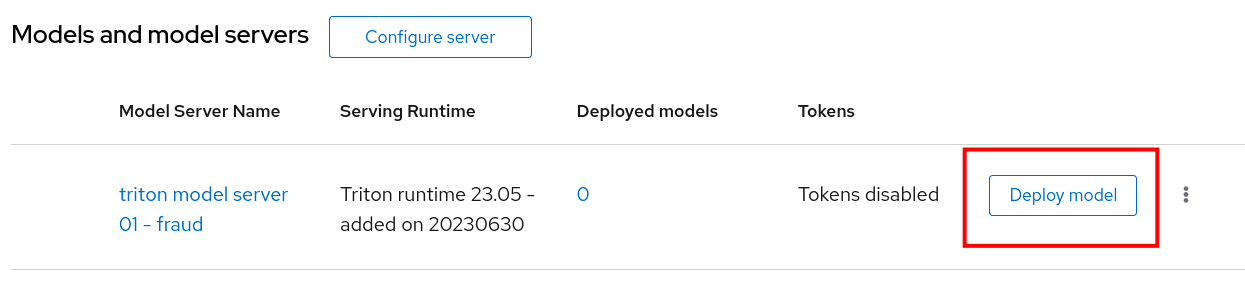 Models and model servers
Configure server
Model Server Name
Serving Runtime
Deployed models
Tokens
triton model server
01 - fraud
Triton runtime 23.05 -
added on 20230630
0
Tokens disabled
Deploy model